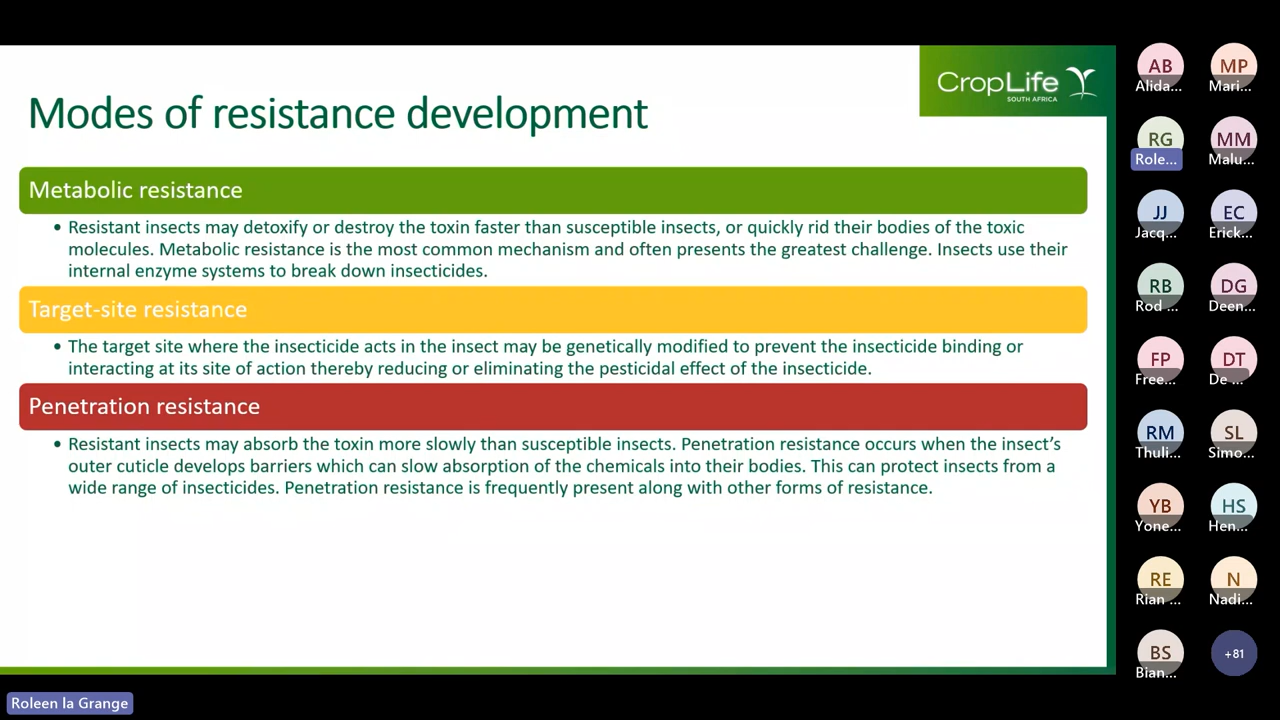 CropLife
SOUTH AFRICA
Modes of resistance development
Metabolic resistance
• Resistant insects may detoxify or destroy the toxin faster than susceptible insects, or quickly rid their bodies of the toxic
molecules. Metabolic resistance is the most common mechanism and often presents the greatest challenge. Insects use their
internal enzyme systems to break down insecticides.
Target-site resistance
• The target site where the insecticide acts in the insect may be genetically modified to prevent the insecticide binding or
interacting at its site of action thereby reducing or eliminating the pesticidal effect of the insecticide.
Penetration resistance
• Resistant insects may absorb the toxin more slowly than susceptible insects. Penetration resistance occurs when the insect's
outer cuticle develops barriers which can slow absorption of the chemicals into their bodies. This can protect insects from a
wide range of insecticides. Penetration resistance is frequently present along with other forms of resistance.
AB MP
Alida... Mari...
RG MM
Role... Malu...
JJ EC
Jacq... Erick...
RB DG
Rod ... Deen...
FP DT
Free... De ...
RM SL
Thuli... Simo...
YB HS
Yone... Hen...
RE N
Rian ... Nadi...
BS +81
Bian...
Roleen la Grange